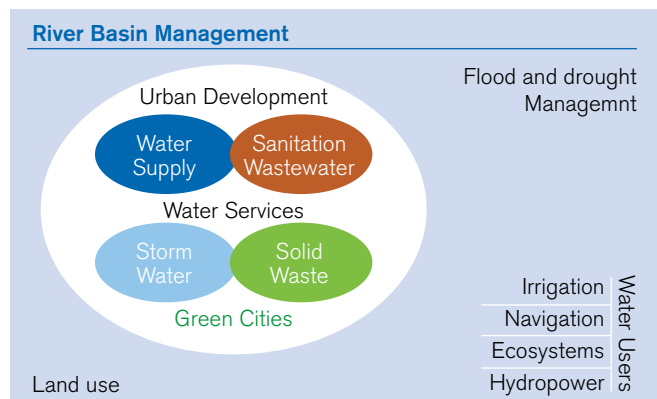 River Basin Management
Flood and drought
Managemnt
Urban Development
Water
Supply
Sanitation
Wastewater
Water Services
Storm
Water
Solid
Waste
Green Cities
Irrigation
Navigation
Ecosystems
Hydropower
Water Users
Land use